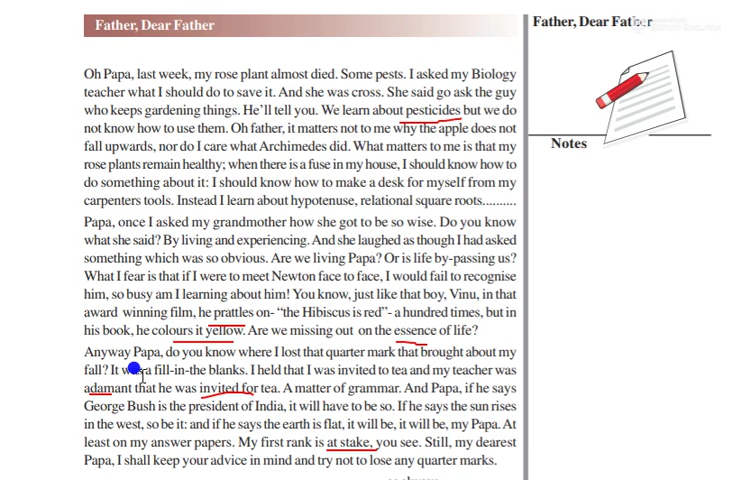 Father, Dear Father
Father, Dear Father
Oh Papa, last week, my rose plant almost died. Some pests. I asked my Biology
teacher what I should do to save it. And she was cross. She said go ask the guy
who keeps gardening things. He'll tell you. We learn about pesticides but we do
not know how to use them. Oh father, it matters not to me why the apple does not
fall upwards, nor do I care what Archimedes did. What matters to me is that my
rose plants remain healthy; when there is a fuse in my house, I should know how to
do something about it: I should know how to make a desk for myself from my
carpenters tools. Instead I learn about hypotenuse, relational square roots..........
Papa, once I asked my grandmother how she got to be so wise. Do you know
what she said? By living and experiencing. And she laughed as though I had asked
something which was so obvious. Are we living Papa? Or is life by-passing us?
What I fear is that if I were to meet Newton face to face, I would fail to recognise
him, so busy am I learning about him! You know, just like that boy, Vinu, in that
award winning film, he prattles on- “the Hibiscus is red”- a hundred times, but in
his book, he colours it yellow. Are we missing out on the essence of life?
Anyway Papa, do you know where I lost that quarter mark that brought about my
fall? It was a fill-in-the blanks. I held that I was invited to tea and my teacher was
adamant that he was invited for tea. A matter of grammar. And Papa, if he says
George Bush is the president of India, it will have to be so. If he says the sun rises
in the west, so be it: and if he says the earth is flat, it will be, it will be, my Papa. At
least on my answer papers. My first rank is at stake, you see. Still, my dearest
Papa, I shall keep your advice in mind and try not to lose any quarter marks.
Notes